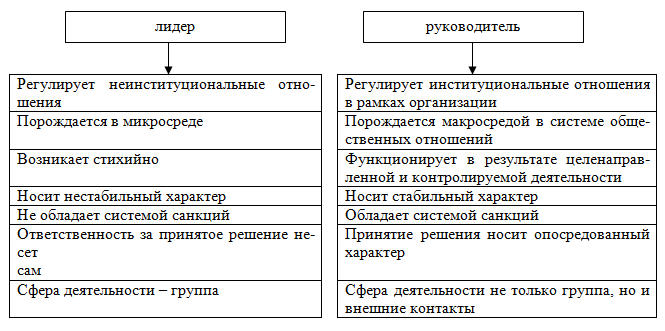 лидер
руководитель
Регулирует неинституциональные отно-
шения
Порождается в микросреде
Возникает стихийно
Носит нестабильный характер
Не обладает системой санкций
Ответственность за принятое решение не-
сет
сам
Сфера деятельности – группа
Регулирует институциональные отношения
в рамках организации
Порождается макросредой в системе обще-
ственных отношений
Функционирует в результате целенаправ-
ленной и контролируемой деятельности
Носит стабильный характер
Обладает системой санкций
Принятие решения носит опосредованный
характер
Сфера деятельности не только группа, но и
внешние контакты